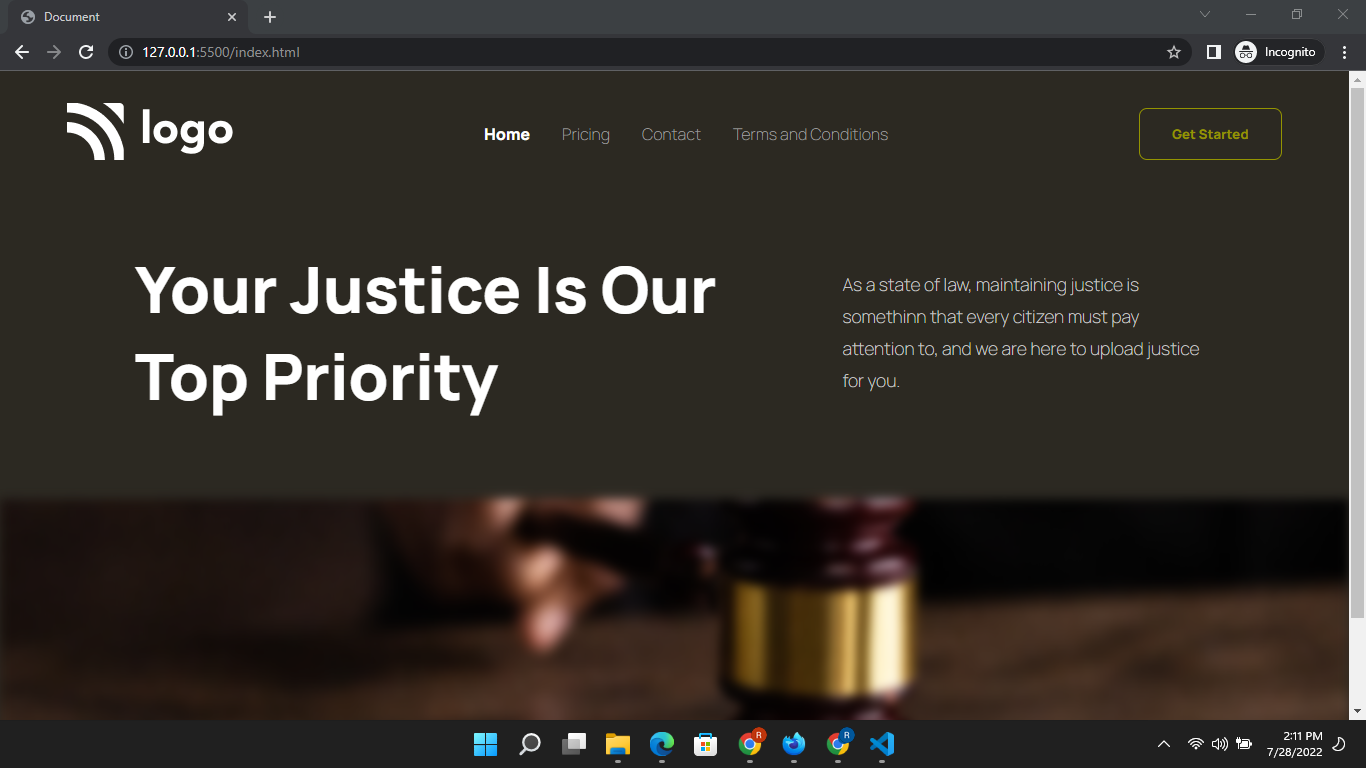 Document
127.0.0.1:5500/index.html
Incognito
logo
Home Pricing Contact Terms and Conditions
Get Started
Your Justice Is Our
Top Priority
As a state of law, maintaining justice is
somethinn that every citizen must pay
attention to, and we are here to upload justice
for you.
R
R
2:11 PM
7/28/2022